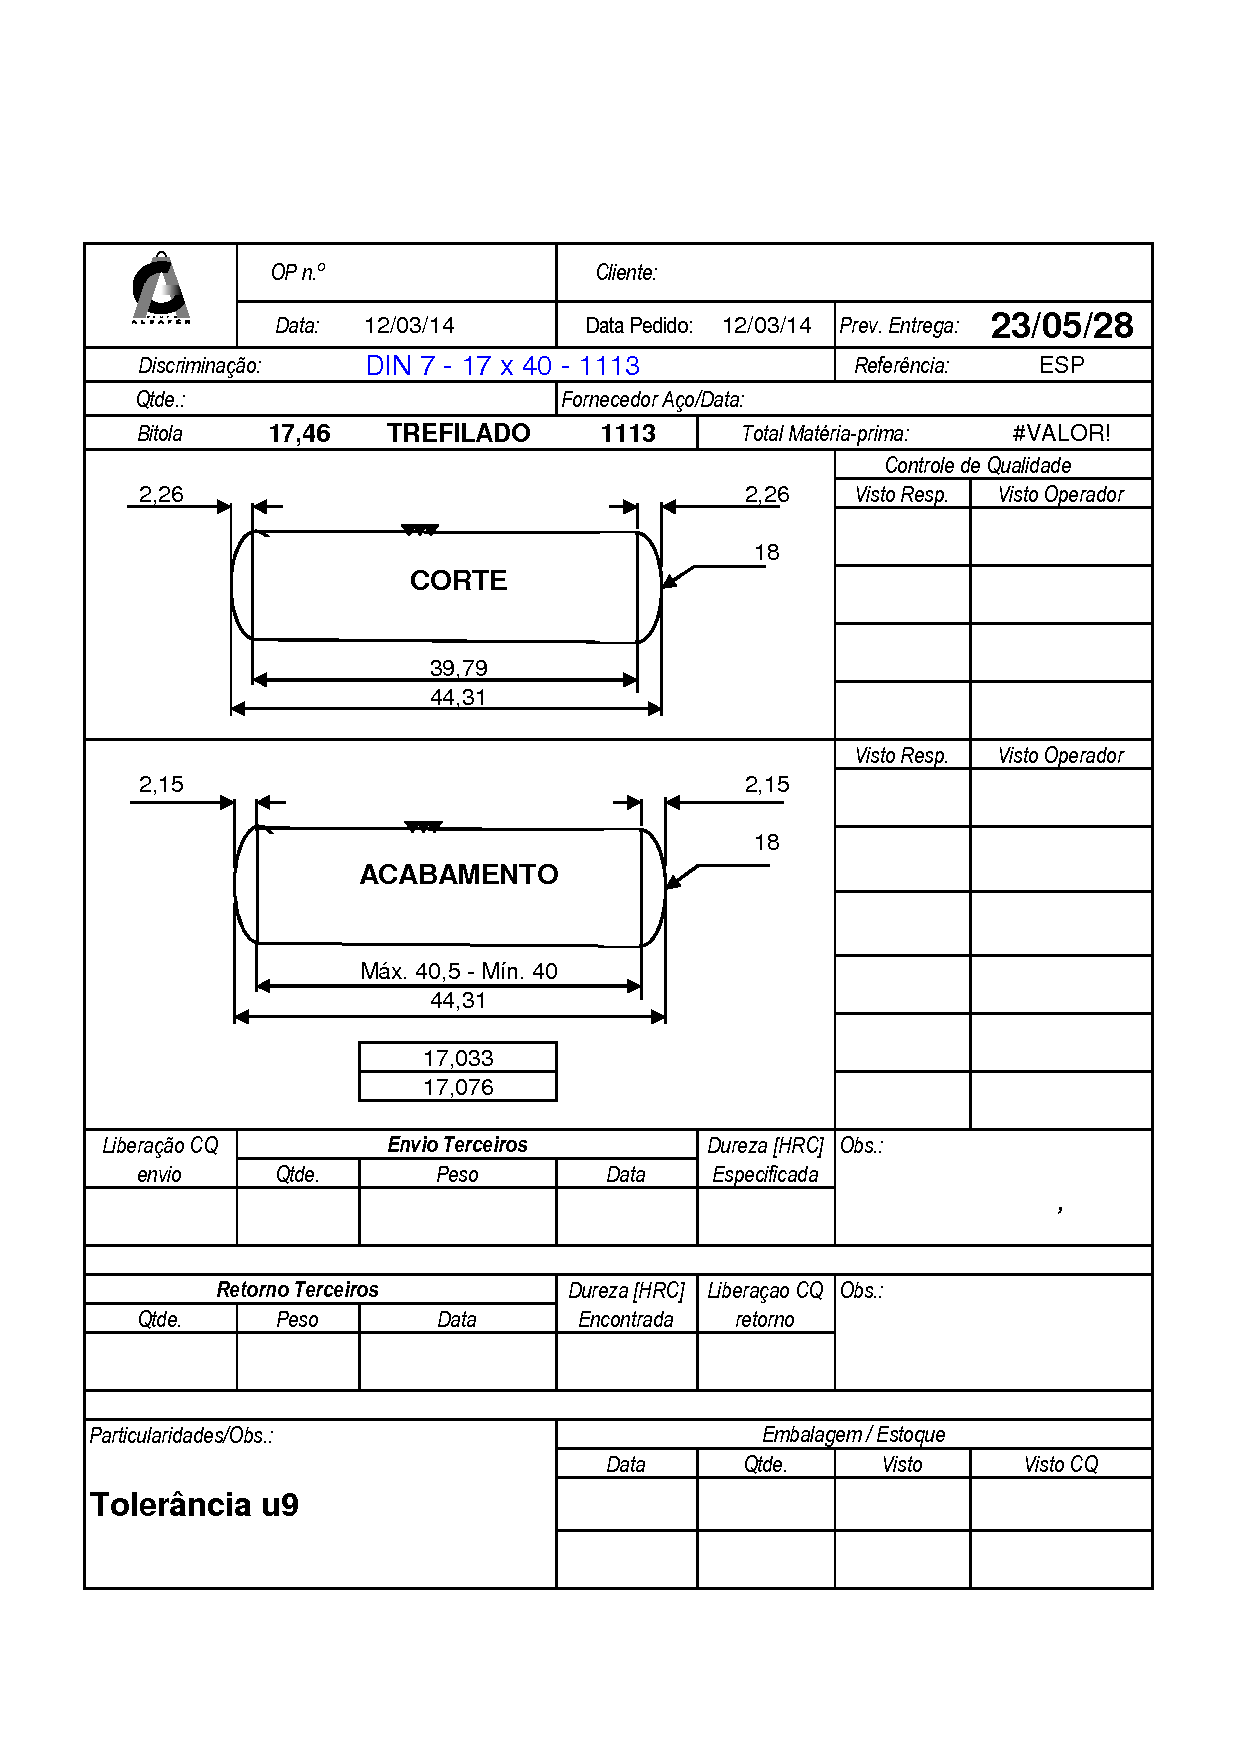 ALFAFER
OP n.º Cliente:
Data: 12/03/14 Data Pedido: 12/03/14 Prev. Entrega: 23/05/28
Discriminação: DIN 7 - 17 x 40 - 1113 Referência: ESP
Qtde.: Fornecedor Aço/Data:
Bitola 17,46 TREFILADO 1113 Total Matéria-prima: #VALOR!
Controle de Qualidade
2,26 2,26 Visto Resp. Visto Operador
18
CORTE
39,79
44,31
Visto Resp. Visto Operador
2,15 2,15
18
ACABAMENTO
Máx. 40,5 - Mín. 40
44,31
17,033
17,076
Liberação CQ Envio Terceiros Dureza [HRC] Obs.:
envio Qtde. Peso Data Especificada
,
Retorno Terceiros Dureza [HRC] Liberaçao CQ Obs.:
Qtde. Peso Data Encontrada retorno
Particularidades/Obs.: Embalagem / Estoque
Data Qtde. Visto Visto CQ
Tolerância u9